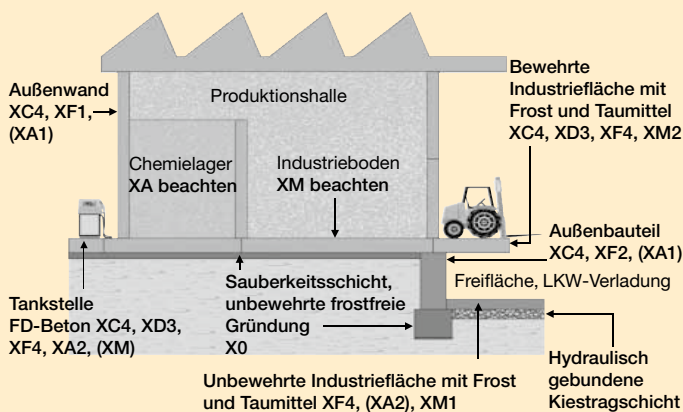 Außenwand
XC4, XF1,
(XA1)
Produktionshalle
Chemielager
XA beachten
Industrieboden
XM beachten
Bewehrte
Industriefläche mit
Frost und Taumittel
XC4, XD3, XF4, XM2
Außenbauteil
XC4, XF2, (XA1)
Freifläche, LKW-Verladung
Tankstelle
FD-Beton XC4, XD3,
XF4, XA2, (XM)
Sauberkeitsschicht,
unbewehrte frostfreie
Gründung
X0
Unbewehrte Industriefläche mit Frost
und Taumittel XF4, (XA2), XM1
Hydraulisch
gebundene
Kiestragschicht